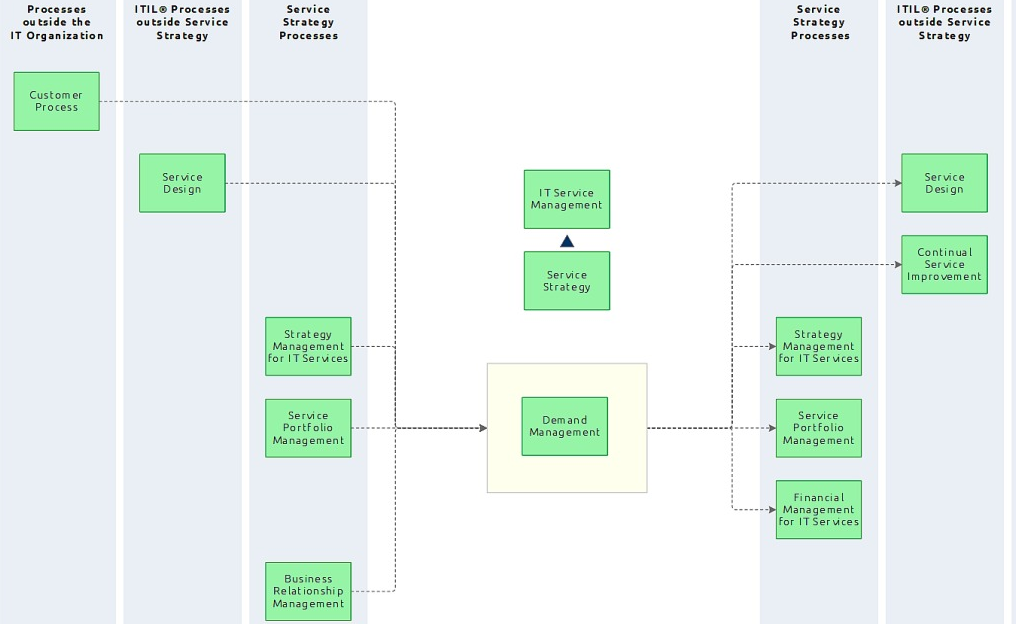 Processes
outside the
IT Organization
ITIL® Processes
outside Service
Strategy
Service
Strategy
Processes
Service
Strategy
Processes
ITIL® Processes
outside Service
Strategy
Customer
Process
Service
Design
IT Service
Management
Service
Design
Service
Strategy
Continual
Service
Improvement
Strategy
Management
for IT Services
Strategy
Management
for IT Services
Service
Portfolio
Management
Demand
Management
Service
Portfolio
Management
Financial
Management
for IT Services
Business
Relationship
Management